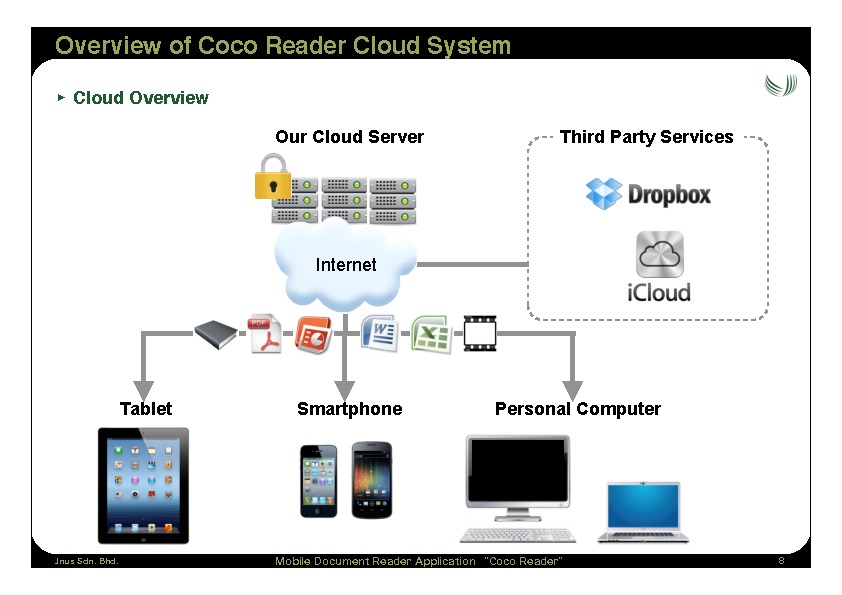 Overview of Coco Reader Cloud System
▸ Cloud Overview
Our Cloud Server
Third Party Services
Dropbox
iCloud
Internet
PDF
W
X
Tablet
Smartphone
Personal Computer
Jnus Sdn. Bhd.
Mobile Document Reader Application "Coco Reader"
8